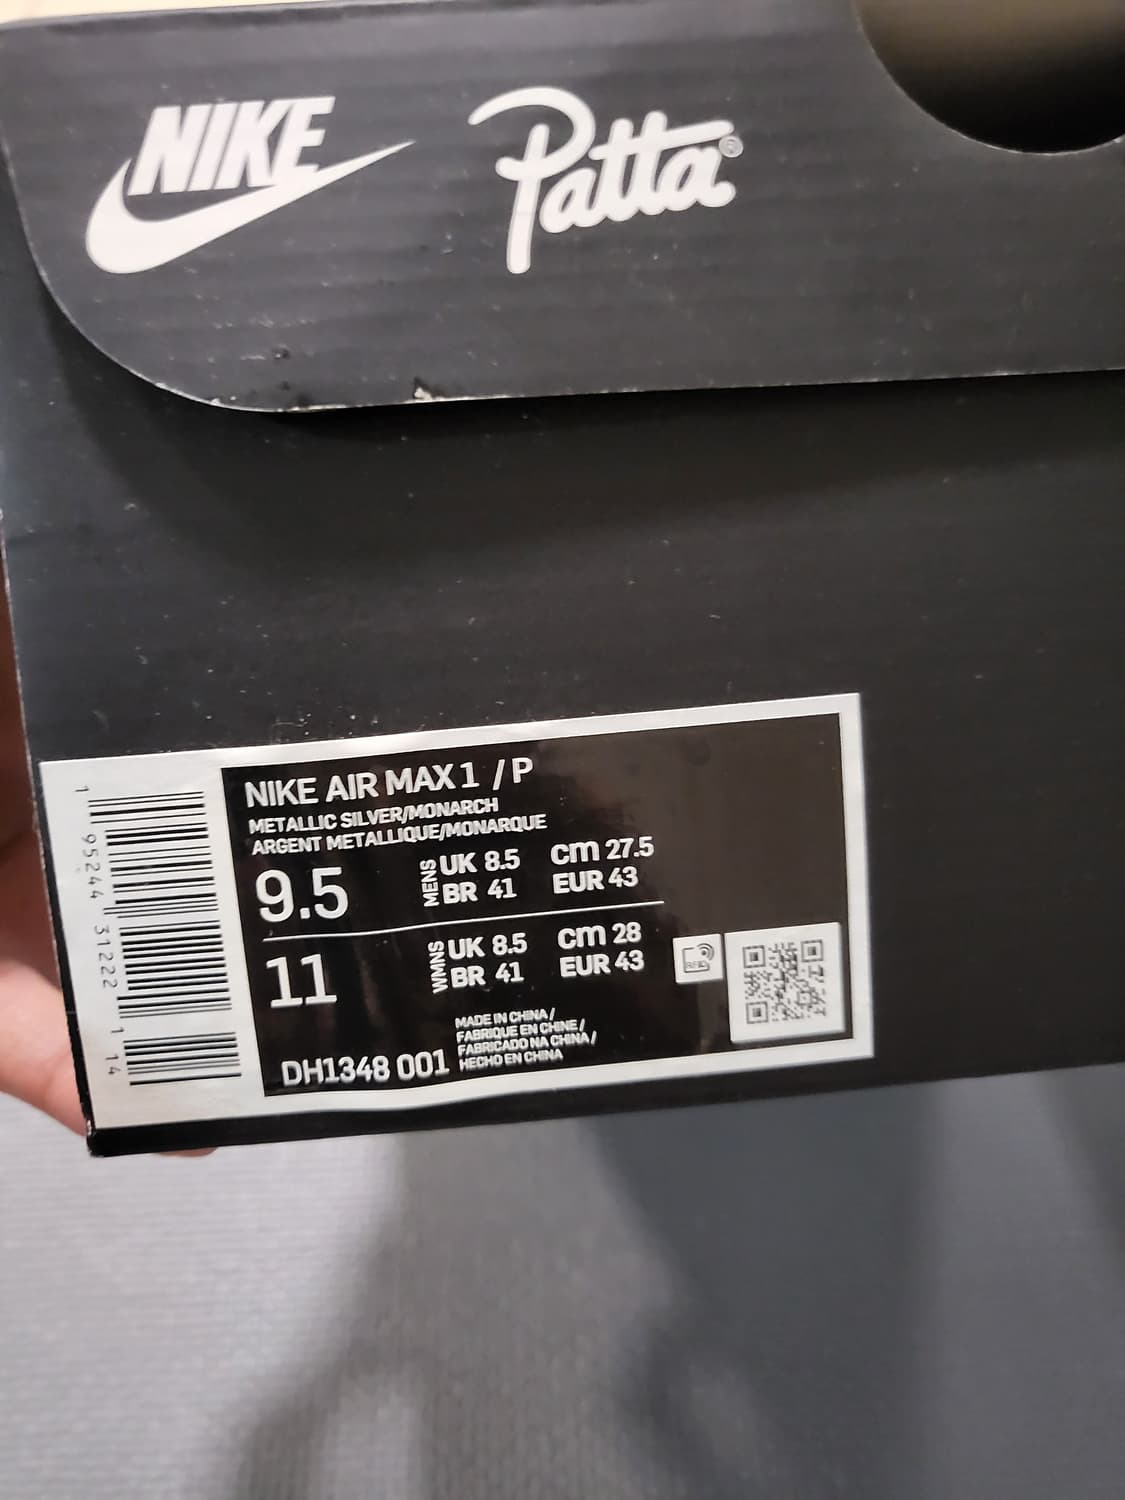 NIKE Patta®
NIKE AIR MAX 1 / P
METALLIC SILVER/MONARCH
ARGENT METALLIQUE/MONARQUE
9.5 MENS UK 8.5 cm 27.5
BR 41 EUR 43
11 WMNS UK 8.5 cm 28
BR 41 EUR 43
RFID
MADE IN CHINA /
FABRIQUE EN CHINE /
FABRICADO NA CHINA /
HECHO EN CHINA
DH1348 001
1 95244 31222 1 14